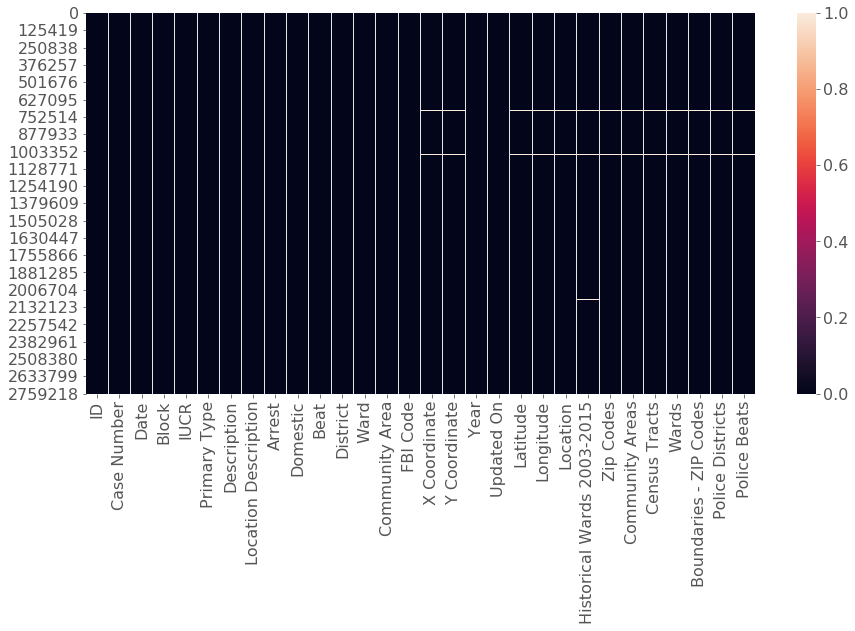 0
125419
250838
376257
501676
627095
752514
877933
1003352
1128771
1254190
1379609
1505028
1630447
1755866
1881285
2006704
2132123
2257542
2382961
2508380
2633799
2759218
ID
Case Number
Date
Block
IUCR
Primary Type
Description
Location Description
Arrest
Domestic
Beat
District
Ward
Community Area
FBI Code
X Coordinate
Y Coordinate
Year
Updated On
Latitude
Longitude
Location
Historical Wards 2003-2015
Zip Codes
Community Areas
Census Tracts
Wards
Boundaries - ZIP Codes
Police Districts
Police Beats
1.0
0.8
0.6
0.4
0.2
0.0